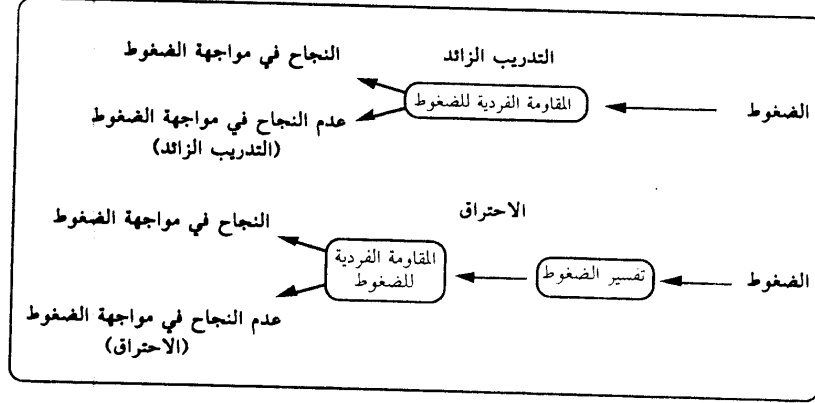 التدريب الزائد
الضغوط
المقاومة الفردية للضغوط
النجاح في مواجهة الضغوط
عدم النجاح في مواجهة الضغوط
(التدريب الزائد)
الاحتراق
الضغوط
تفسير الضغوط
المقاومة الفردية
للضغوط
النجاح في مواجهة الضغوط
عدم النجاح في مواجهة الضغوط
(الاحتراق)